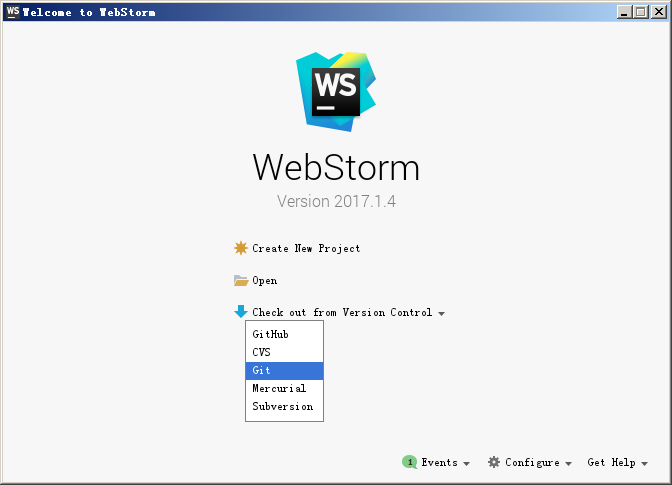 WS Welcome to WebStorm
WS
WebStorm
Version 2017.1.4
Create New Project
Open
Check out from Version Control
GitHub
CVS
Git
Mercurial
Subversion
1 Events Configure Get Help